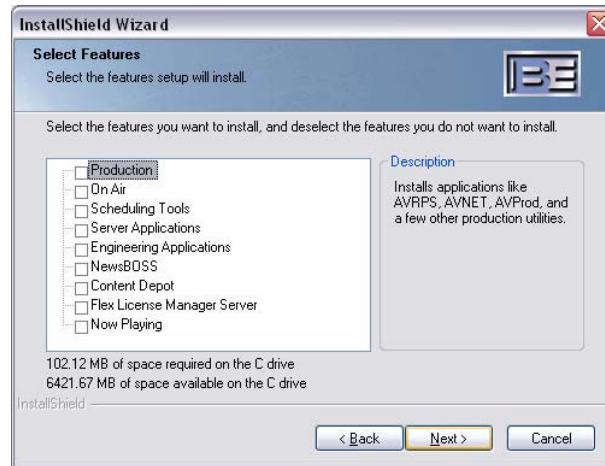 InstallShield Wizard
Select Features
Select the features setup will install.
BE
Select the features you want to install, and deselect the features you do not want to install.
Production
On Air
Scheduling Tools
Server Applications
Engineering Applications
NewsBOSS
Content Depot
Flex License Manager Server
Now Playing
Description
Installs applications like
AVRPS, AVNET, AVProd, and
a few other production utilities.
102.12 MB of space required on the C drive
6421.67 MB of space available on the C drive
InstallShield
< Back
Next >
Cancel